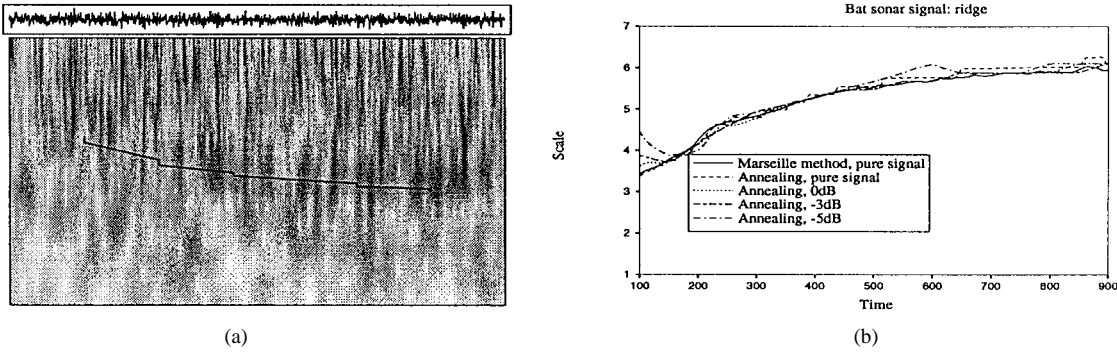 Bat sonar signal: ridge
7
6
5
4
3
2
1
Scale
Marseille method, pure signal
Annealing, pure signal
Annealing, 0dB
Annealing, -3dB
Annealing, -5dB
100 200 300 400 500 600 700 800 900
Time
(a)
(b)